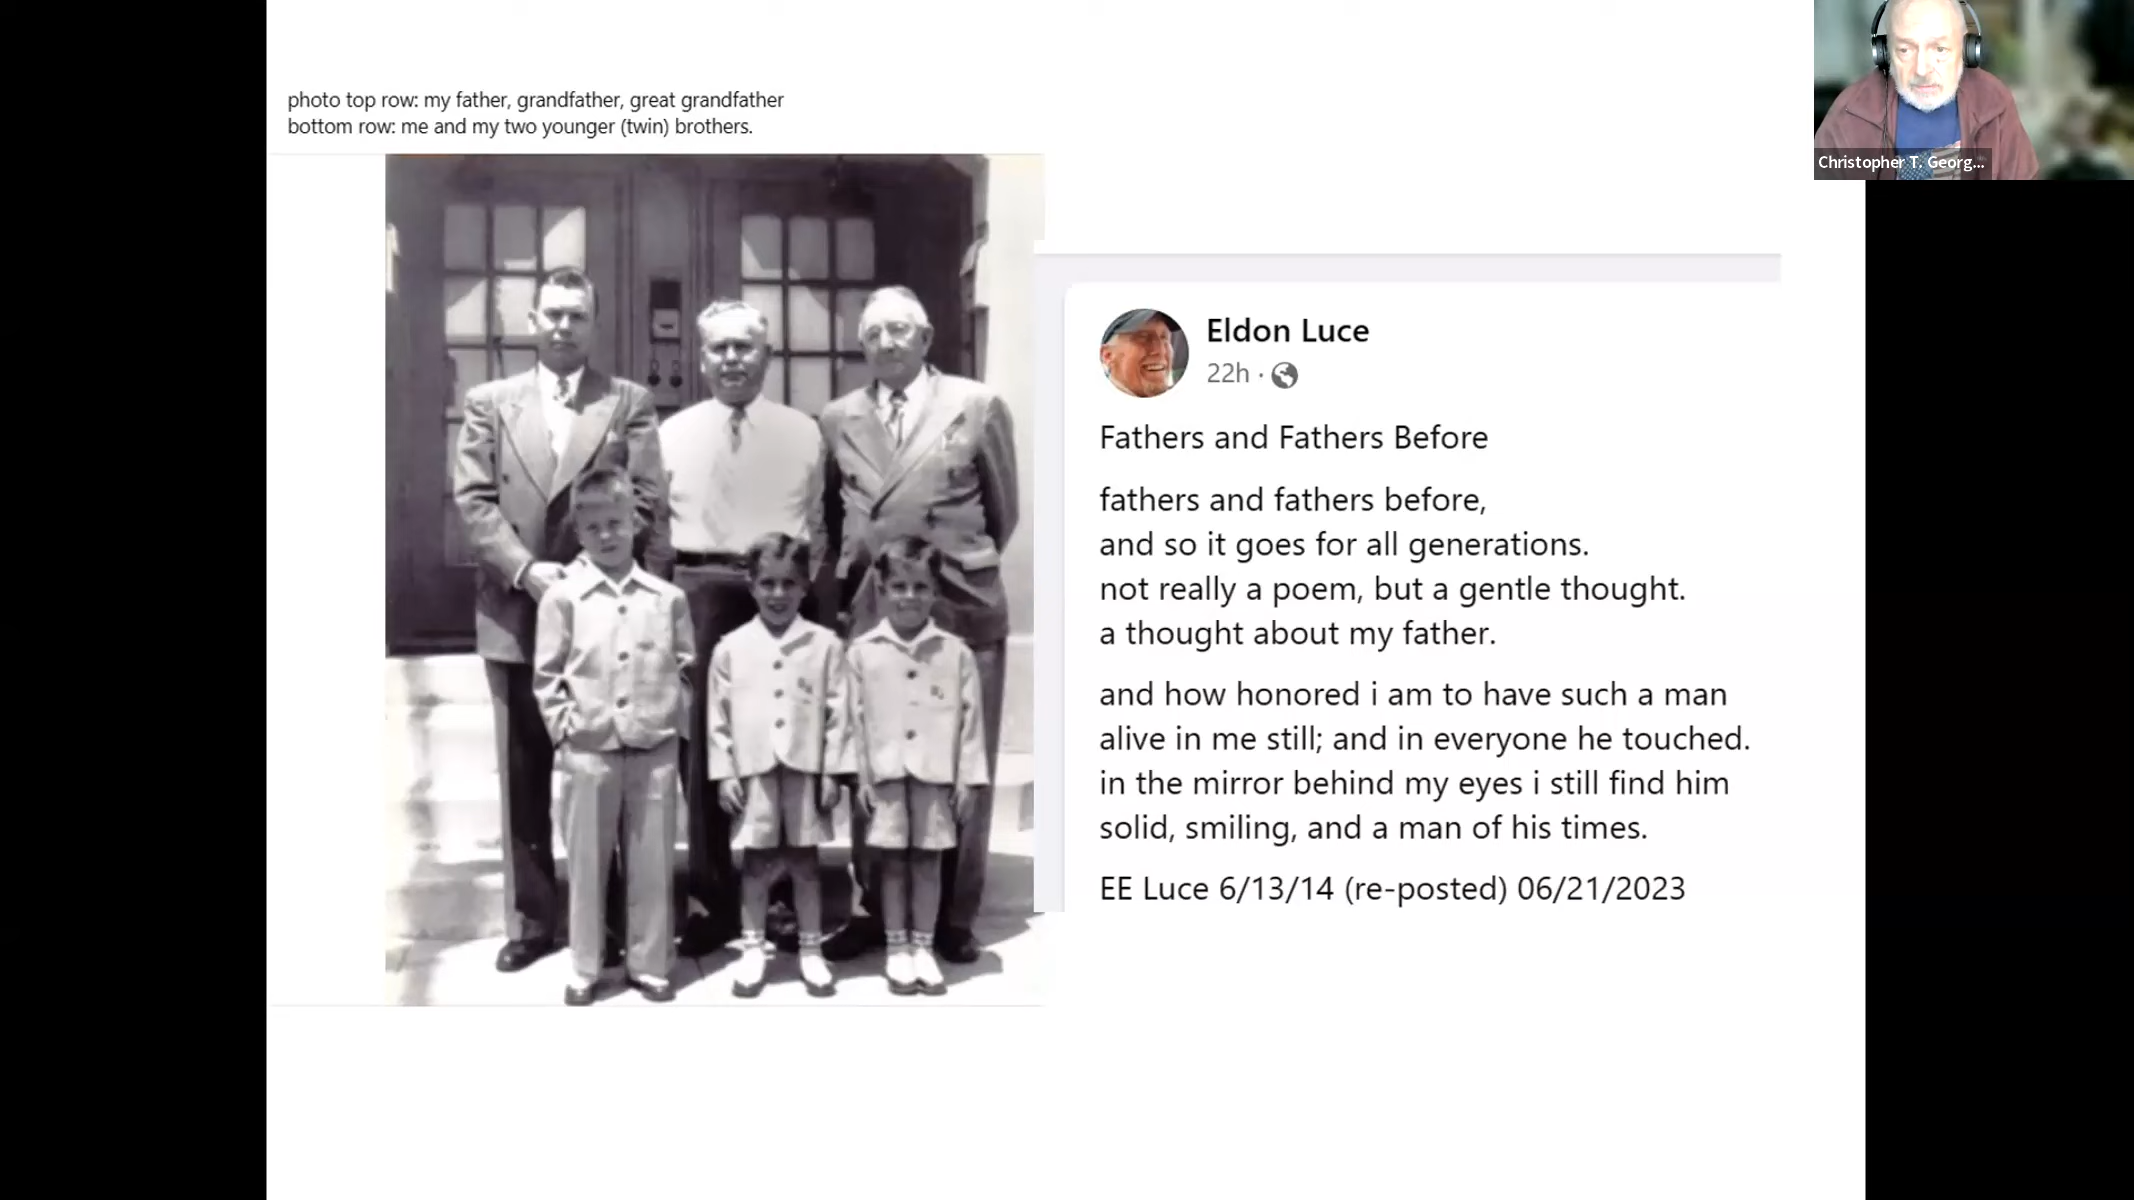 photo top row: my father, grandfather, great grandfather
bottom row: me and my two younger (twin) brothers.
Christopher T. Georg...
Eldon Luce
22h ·
Fathers and Fathers Before
fathers and fathers before,
and so it goes for all generations.
not really a poem, but a gentle thought.
a thought about my father.
and how honored i am to have such a man
alive in me still; and in everyone he touched.
in the mirror behind my eyes i still find him
solid, smiling, and a man of his times.
EE Luce 6/13/14 (re-posted) 06/21/2023